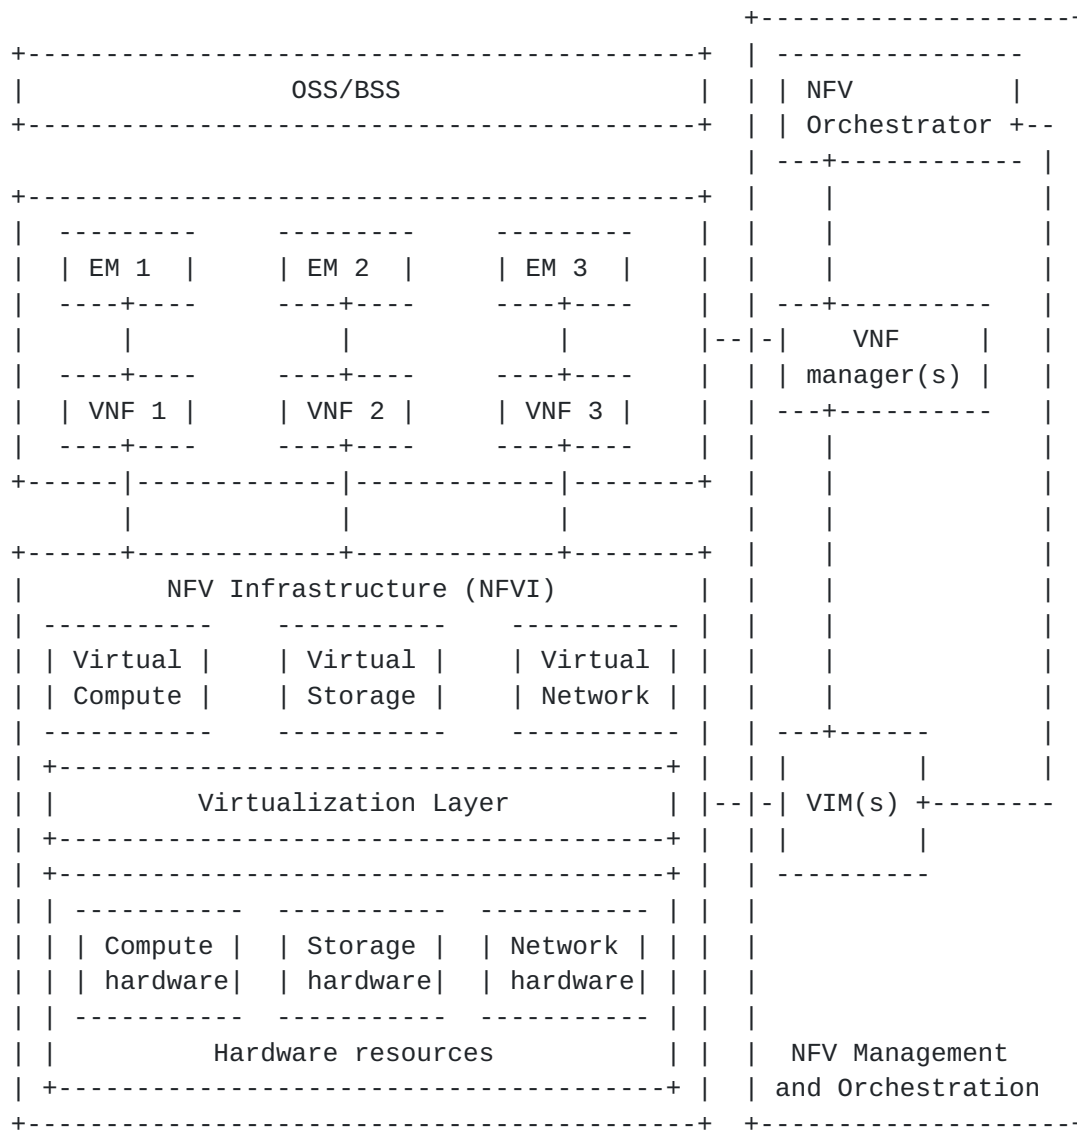 OSS/BSS
NFV
Orchestrator
EM 1 EM 2 EM 3
VNF
manager(s)
VNF 1 VNF 2 VNF 3
NFV Infrastructure (NFVI)
Virtual Virtual Virtual
Compute Storage Network
Virtualization Layer
VIM(s)
Compute Storage Network
hardware hardware hardware
Hardware resources
NFV Management
and Orchestration